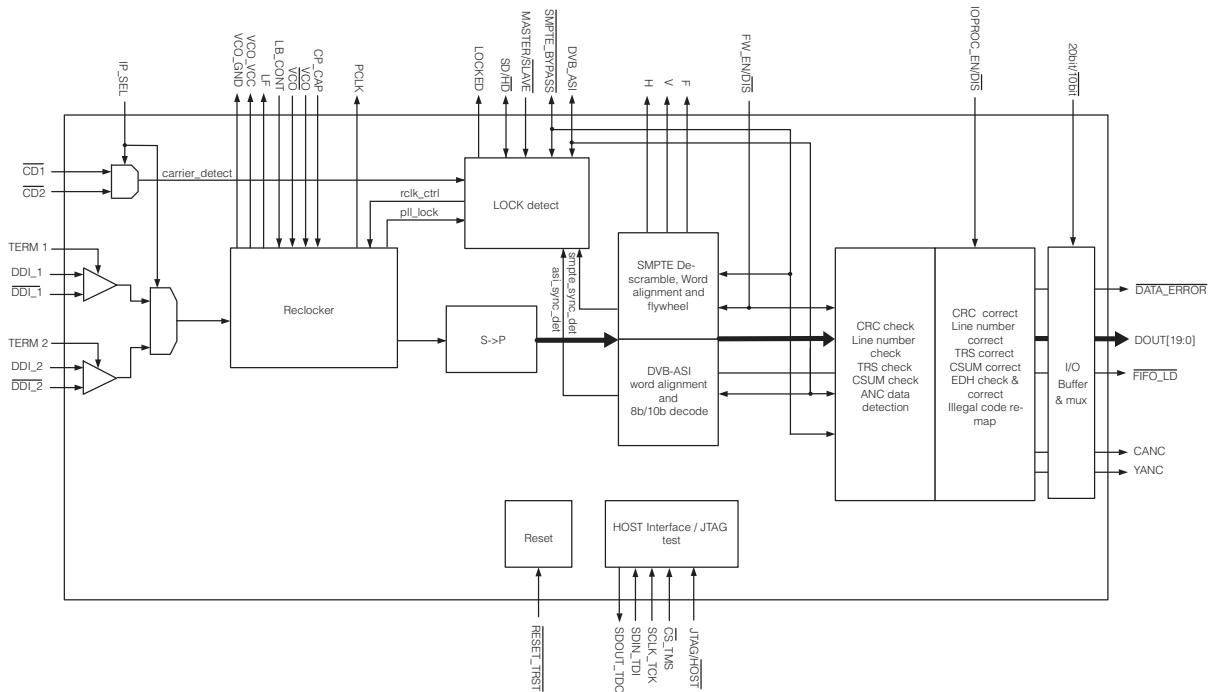 IP_SEL
VCO_GND
VCO_VCC
LF
LB_CONT
VCO
VCO
CP_CAP
PCLK
LOCKED
SD/HD
MASTER/SLAVE
SMPTE_BYPASS
DVB_ASI
H
V
F
FW_EN/DIS
IOPROC_EN/DIS
20bit/10bit
CD1
CD2
carrier_detect
rclk_ctrl
pll_lock
LOCK detect
TERM 1
DDI_1
DDI_1
TERM 2
DDI_2
DDI_2
Reclocker
S->P
asi_sync_det
smpte_sync_det
SMPTE De-
scramble, Word
alignment and
flywheel
DVB-ASI
word alignment
and
8b/10b decode
CRC check
Line number
check
TRS check
CSUM check
ANC data
detection
CRC correct
Line number
correct
TRS correct
CSUM correct
EDH check &
correct
Illegal code re-
map
I/O
Buffer
& mux
DATA_ERROR
DOUT[19:0]
FIFO_LD
CANC
YANC
Reset
HOST Interface / JTAG
test
RESET_TRST
SDOUT_TDO
SDIN_TDI
SCLK_TCK
CS_TMS
JTAG/HOST